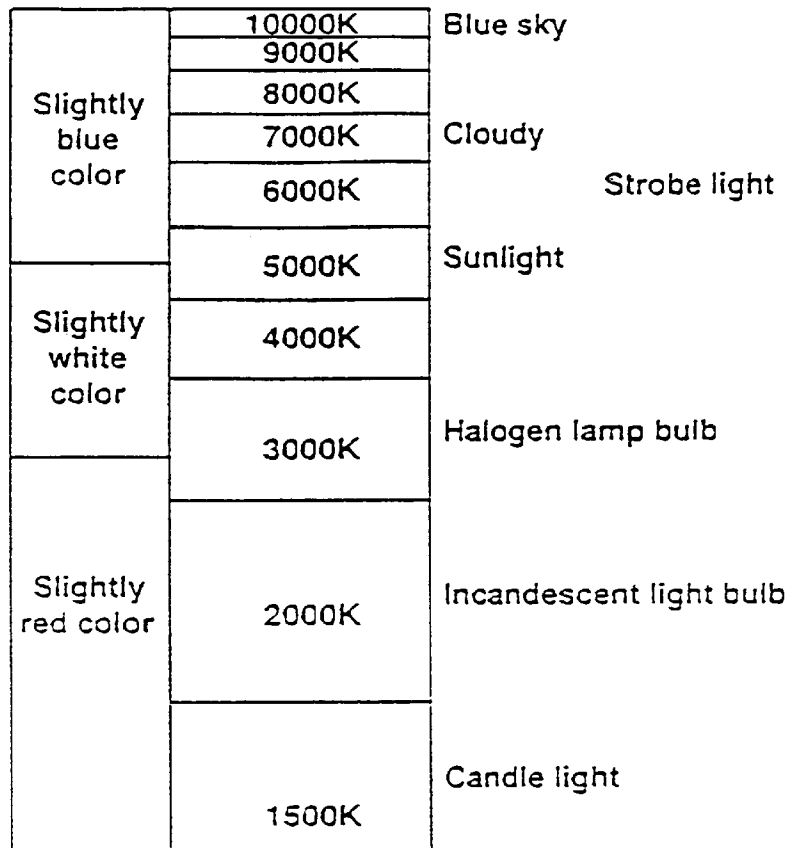 10000K Blue sky
9000K
8000K
Slightly
blue
color
7000K Cloudy
6000K Strobe light
5000K Sunlight
Slightly
white
color
4000K
3000K Halogen lamp bulb
Slightly
red color
2000K Incandescent light bulb
1500K Candle light